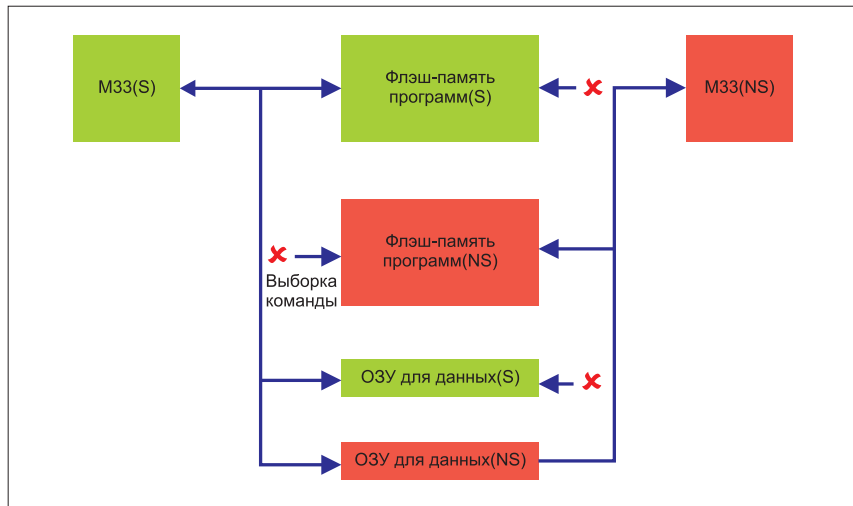 M33(S)
Флэш-память
программ(S)
M33(NS)
Флэш-память
программ(NS)
Выборка
команды
ОЗУ для данных(S)
ОЗУ для данных(NS)